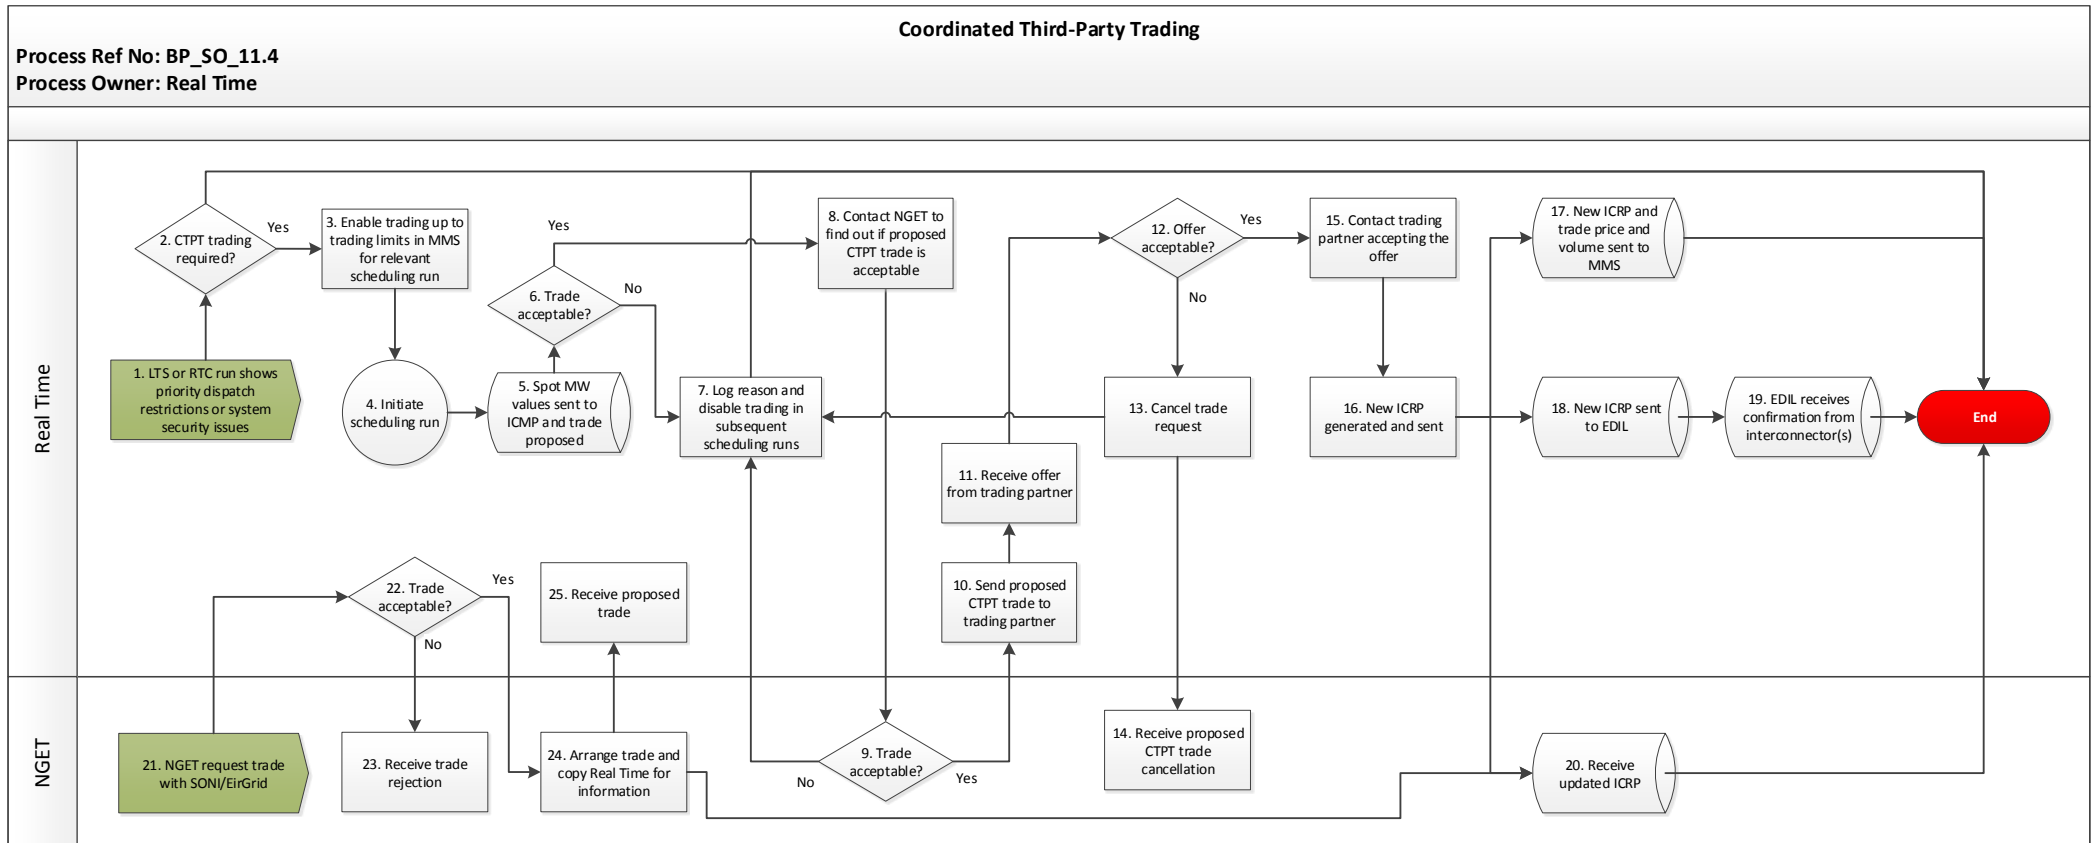 Coordinated Third-Party Trading
Process Ref No: BP_SO_11.4
Process Owner: Real Time
Real Time
1. LTS or RTC run shows
priority dispatch
restrictions or system
security issues
2. CTPT trading
required?
Yes
3. Enable trading up to
trading limits in MMS
for relevant
scheduling run
4. Initiate
scheduling run
5. Spot MW
values sent to
ICMP and trade
proposed
6. Trade
acceptable?
Yes
No
7. Log reason and
disable trading in
subsequent
scheduling runs
8. Contact NGET to
find out if proposed
CTPT trade is
acceptable
10. Send proposed
CTPT trade to
trading partner
11. Receive offer
from trading partner
12. Offer
acceptable?
Yes
No
13. Cancel trade
request
15. Contact trading
partner accepting the
offer
16. New ICRP
generated and sent
17. New ICRP and
trade price and
volume sent to
MMS
18. New ICRP sent
to EDIL
19. EDIL receives
confirmation from
interconnector(s)
End
22. Trade
acceptable?
Yes
No
25. Receive proposed
trade
NGET
21. NGET request trade
with SONI/EirGrid
23. Receive trade
rejection
24. Arrange trade and
copy Real Time for
information
9. Trade
acceptable?
No
Yes
14. Receive proposed
CTPT trade
cancellation
20. Receive
updated ICRP